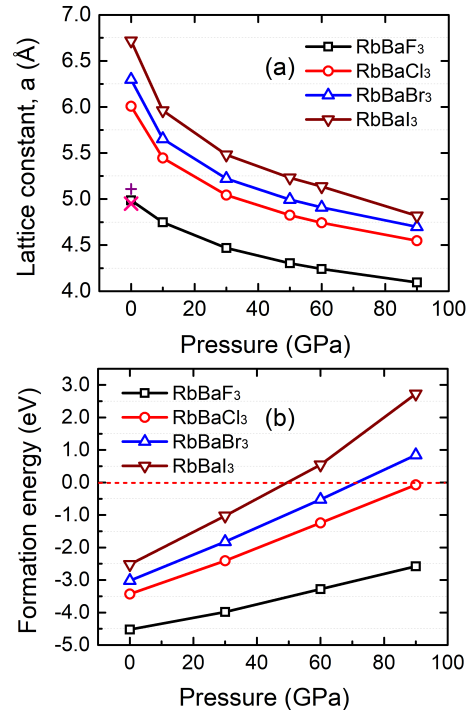 7.0
6.5
6.0
5.5
5.0
4.5
4.0
Lattice constant, a (Å)
(a)
RbBaF₃
RbBaCl₃
RbBaBr₃
RbBaI₃
0 20 40 60 80 100
Pressure (GPa)
3.0
2.0
1.0
0.0
-1.0
-2.0
-3.0
-4.0
-5.0
Formation energy (eV)
RbBaF₃
RbBaCl₃
RbBaBr₃
RbBaI₃
(b)
0 20 40 60 80 100
Pressure (GPa)